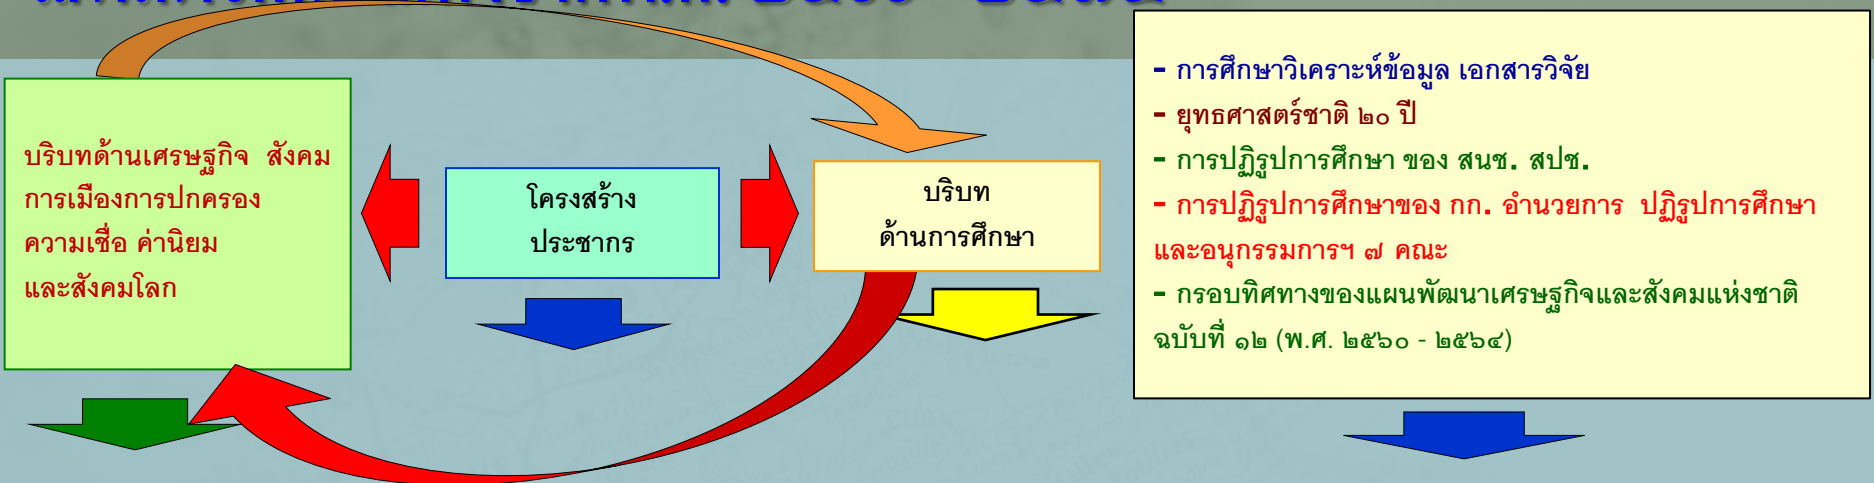 บริบทด้านเศรษฐกิจ สังคม
การเมืองการปกครอง
ความเชื่อ ค่านิยม
และสังคมโลก
โครงสร้าง
ประชากร
บริบท
ด้านการศึกษา
- การศึกษาวิเคราะห์ข้อมูล เอกสารวิจัย
- ยุทธศาสตร์ชาติ ๒๐ ปี
- การปฏิรูปการศึกษา ของ สนช. สปช.
- การปฏิรูปการศึกษาของ กก. อำนวยการ ปฏิรูปการศึกษา
และอนุกรรมการฯ ๗ คณะ
- กรอบทิศทางของแผนพัฒนาเศรษฐกิจและสังคมแห่งชาติ
ฉบับที่ ๑๒ (พ.ศ. ๒๕๖๐ - ๒๕๖๔)